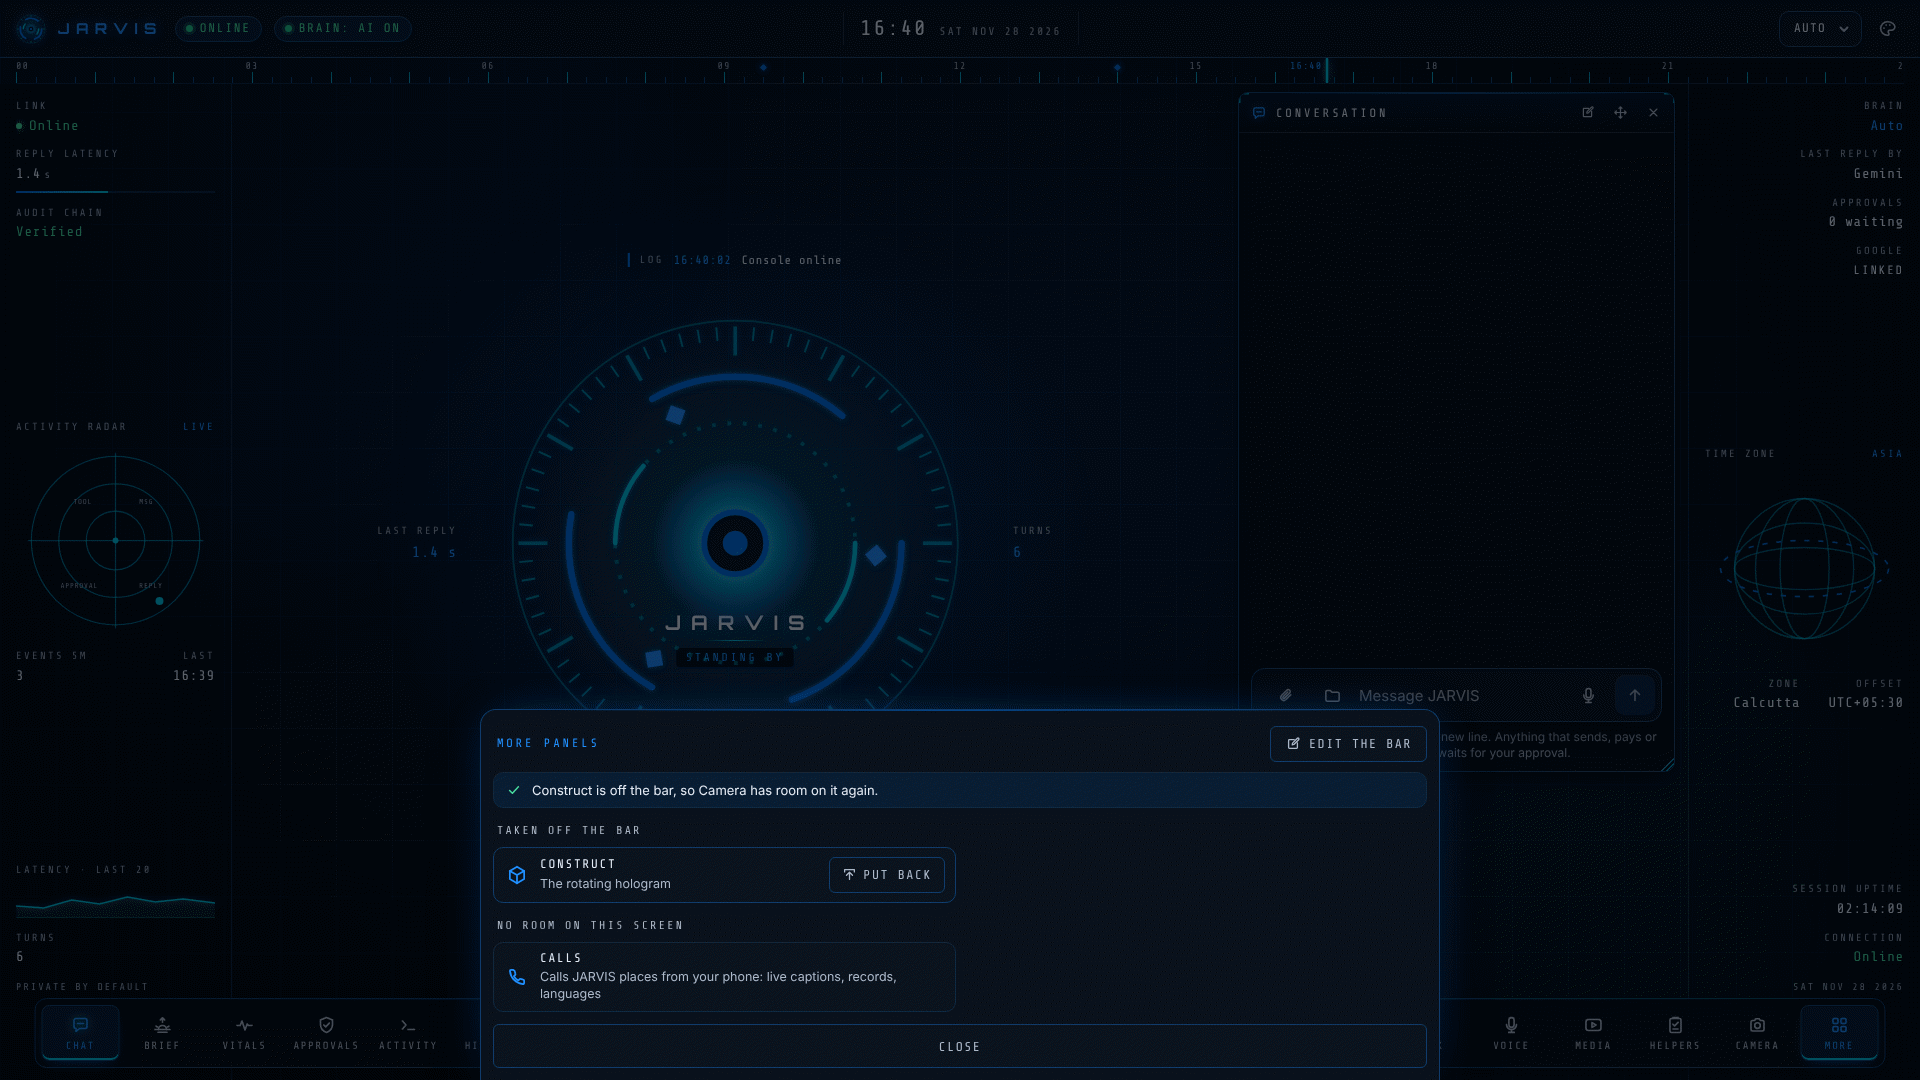 JARVIS
ONLINE
BRAIN: AI ON
16:40 SAT NOV 28 2026
AUTO
00 03 06 09 12 15 16:40 18 21 2
LINK
Online
REPLY LATENCY
1.4 s
AUDIT CHAIN
Verified
LOG 16:40:02 Console online
CONVERSATION
BRAIN
Auto
LAST REPLY BY
Gemini
APPROVALS
0 waiting
GOOGLE
LINKED
ACTIVITY RADAR LIVE
TOOL MSG
APPROVAL REPLY
EVENTS 5M LAST
3 16:39
LAST REPLY
1.4 s
TURNS
6
JARVIS
STANDING BY
TIME ZONE ASIA
ZONE OFFSET
Calcutta UTC+05:30
Message JARVIS
new line. Anything that sends, pays or
waits for your approval.
MORE PANELS
EDIT THE BAR
Construct is off the bar, so Camera has room on it again.
TAKEN OFF THE BAR
CONSTRUCT
The rotating hologram
PUT BACK
NO ROOM ON THIS SCREEN
CALLS
Calls JARVIS places from your phone: live captions, records,
languages
CLOSE
LATENCY · LAST 20
TURNS
6
PRIVATE BY DEFAULT
SESSION UPTIME
02:14:09
CONNECTION
Online
SAT NOV 28 2026
CHAT BRIEF VITALS APPROVALS ACTIVITY HI
VOICE MEDIA HELPERS CAMERA MORE